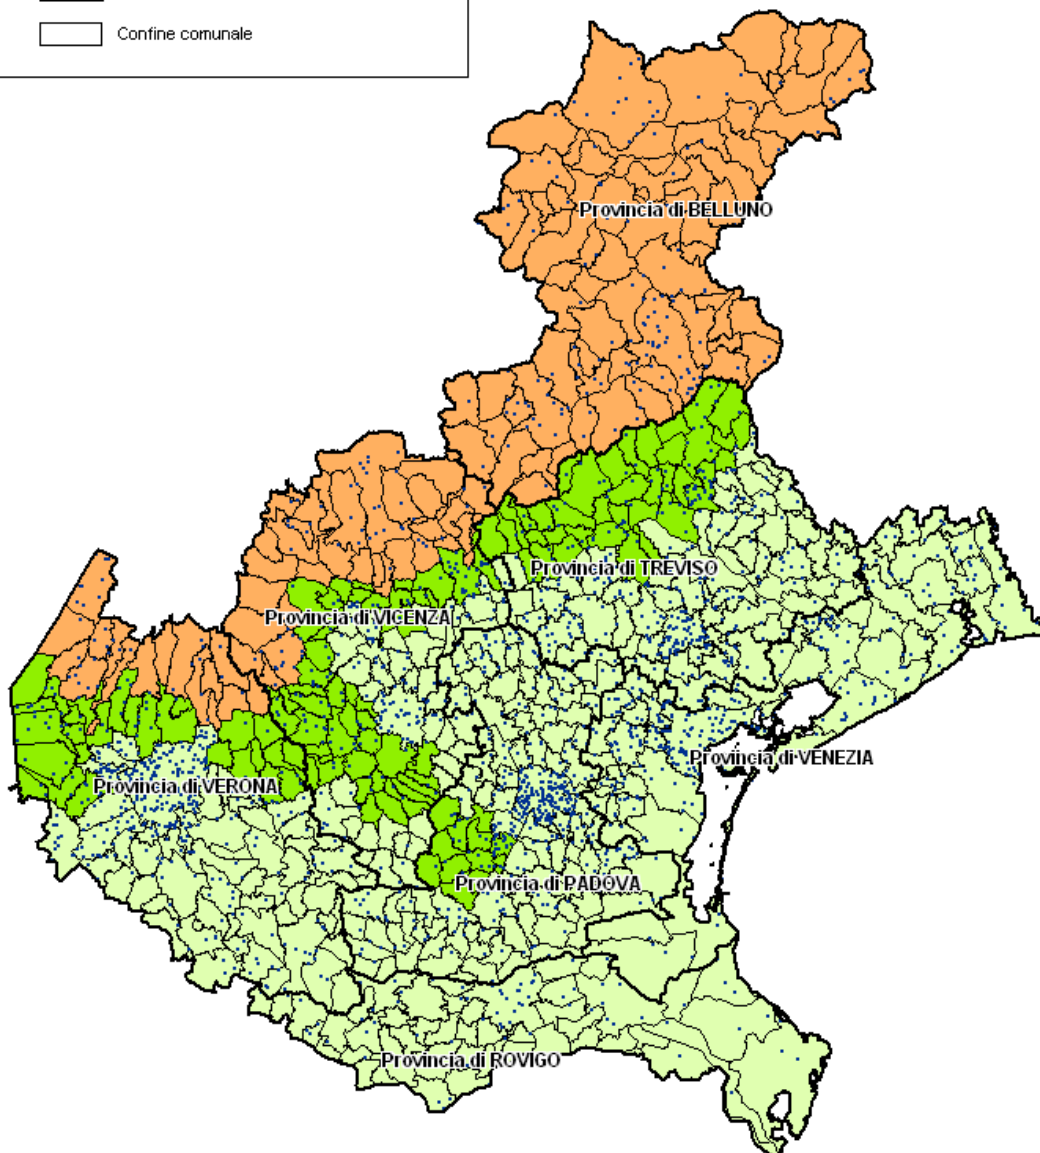 Confine comunale
Provincia di BELLUNO
Provincia di TREVISO
Provincia di VICENZA
Provincia di VENEZIA
Provincia di VERONA
Provincia di PADOVA
Provincia di ROVIGO